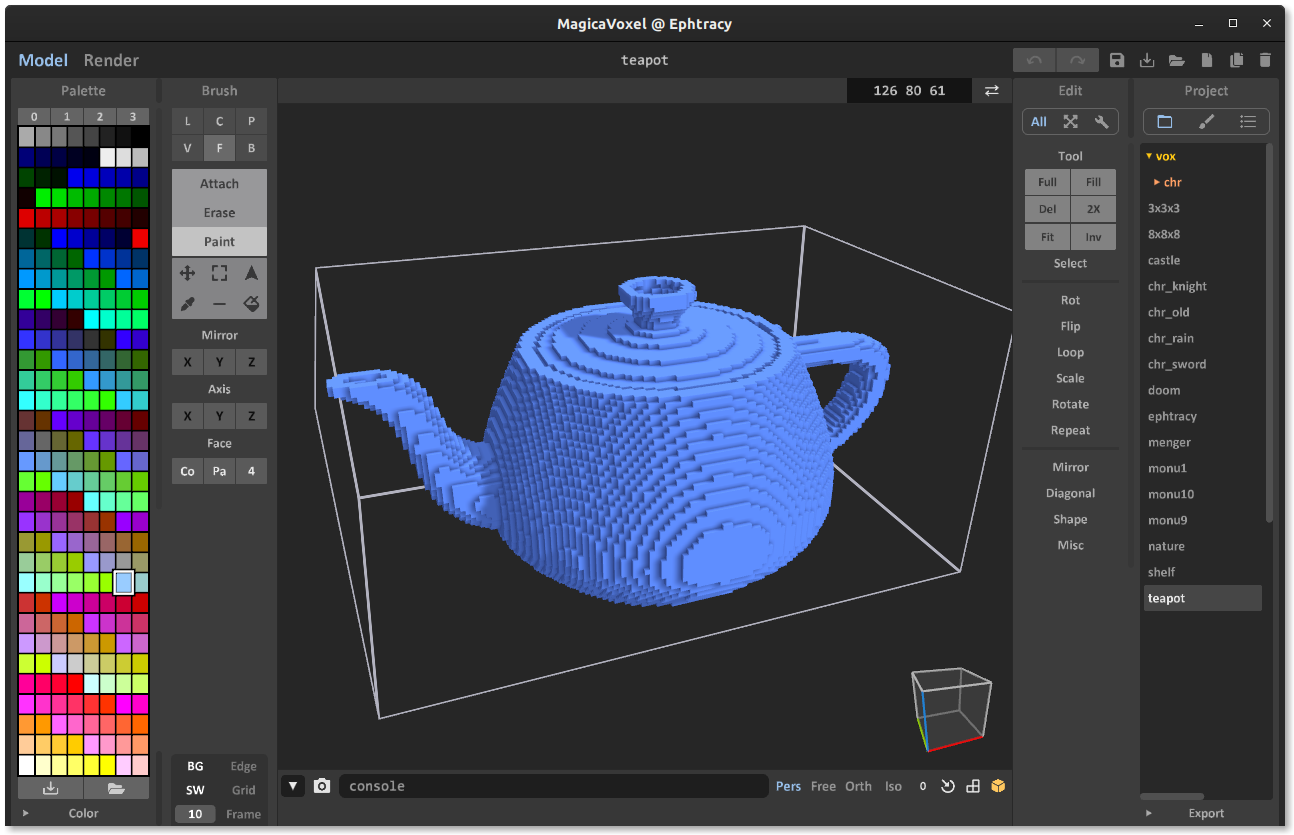 MagicaVoxel @ Ephtracy
Model Render
teapot
Palette
0 1 2 3
Color
Brush
L C P
V F B
Attach
Erase
Paint
Mirror
X Y Z
Axis
X Y Z
Face
Co Pa 4
BG Edge
SW Grid
10 Frame
126 80 61
console
Pers Free Orth Iso 0
Edit
All
Tool
Full Fill
Del 2X
Fit Inv
Select
Rot
Flip
Loop
Scale
Rotate
Repeat
Mirror
Diagonal
Shape
Misc
Project
vox
chr
3x3x3
8x8x8
castle
chr_knight
chr_old
chr_rain
chr_sword
doom
ephtracy
menger
monu1
monu10
monu9
nature
shelf
teapot
Export